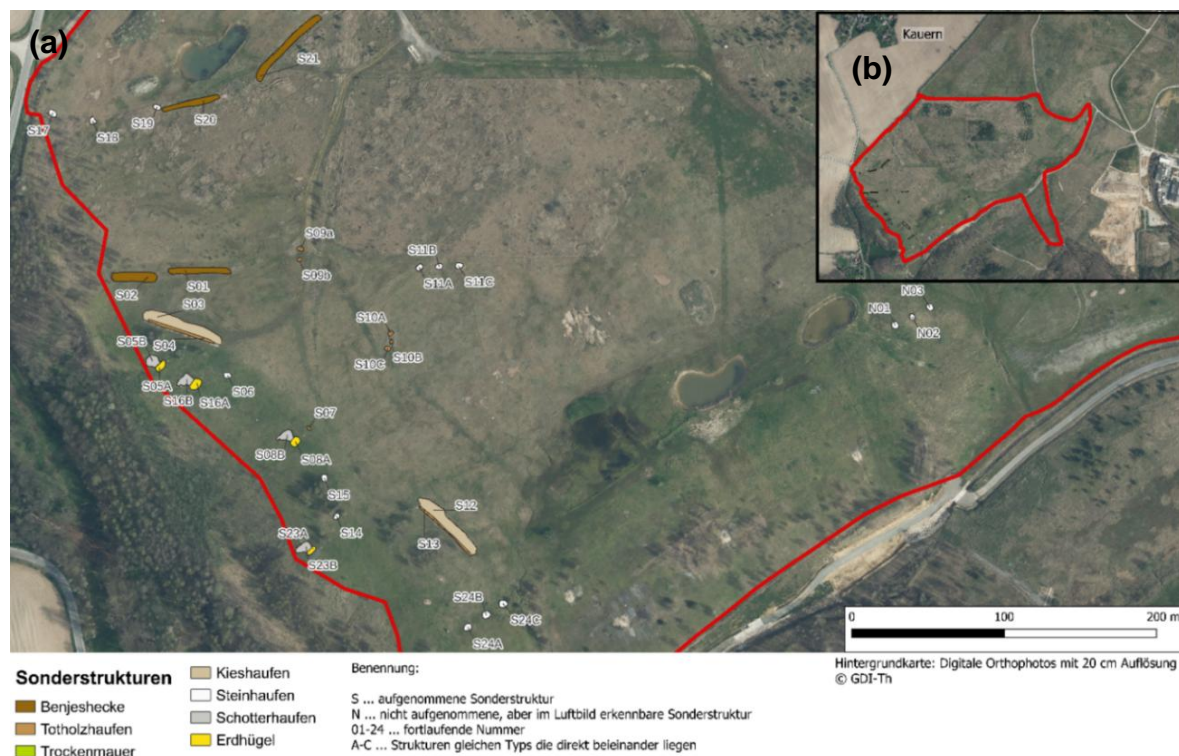 (a)
(b)
Kauern
S21
S17
S18
S19
S20
S09a
S09b
S11B
S11A
S11C
S02
S01
S03
S10A
S10B
S10C
N03
N01
N02
S05B
S04
S05A
S16B
S16A
S06
S07
S08B
S08A
S15
S14
S12
S13
S23A
S23B
S24B
S24C
S24A
0
100
200 m
Sonderstrukturen
Benjeshecke
Totholzhaufen
Trockenmauer
Kieshaufen
Steinhaufen
Schotterhaufen
Erdhügel
Benennung:
S ... aufgenommene Sonderstruktur
N ... nicht aufgenommene, aber im Luftbild erkennbare Sonderstruktur
01-24 ... fortlaufende Nummer
A-C ... Strukturen gleichen Typs die direkt beieinander liegen
Hintergrundkarte: Digitale Orthophotos mit 20 cm Auflösung
© GDI-Th